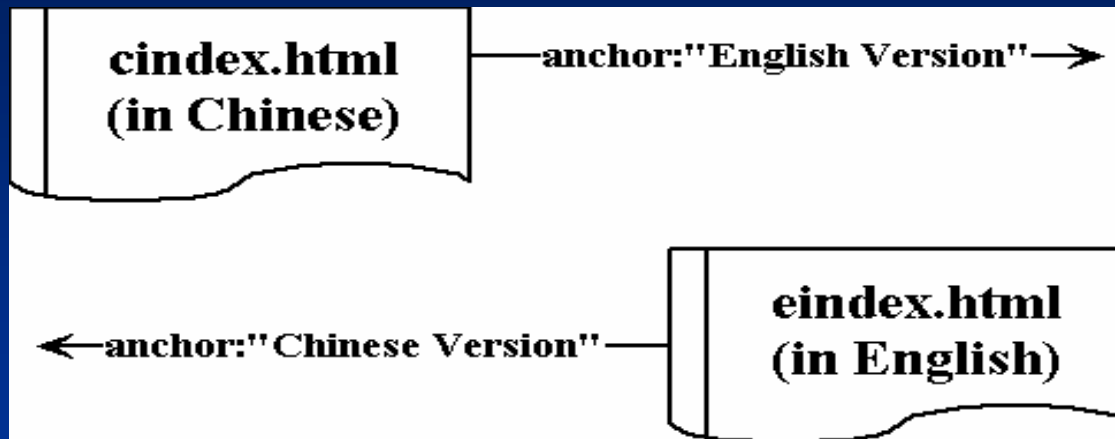 cindex.html
(in Chinese)
anchor:"English Version"
anchor:"Chinese Version"
eindex.html
(in English)